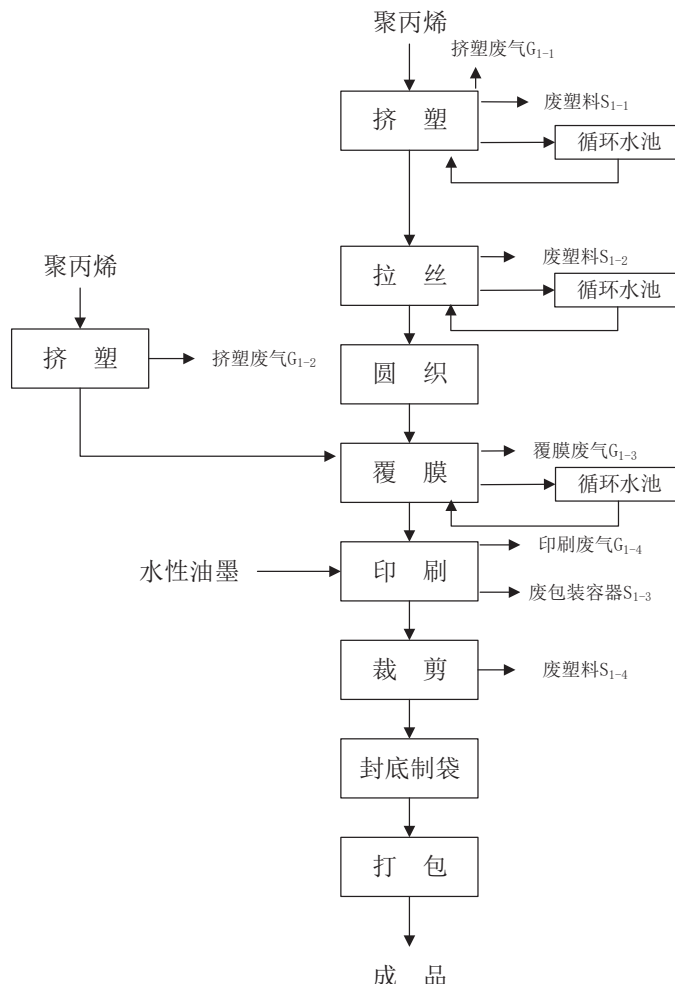 聚丙烯
挤塑废气G1-1
废塑料S1-1
挤 塑
循环水池
聚丙烯
拉 丝
废塑料S1-2
循环水池
挤 塑
挤塑废气G1-2
圆 织
覆 膜
覆膜废气G1-3
循环水池
水性油墨
印 刷
印刷废气G1-4
废包装容器S1-3
裁 剪
废塑料S1-4
封底制袋
打 包
成 品